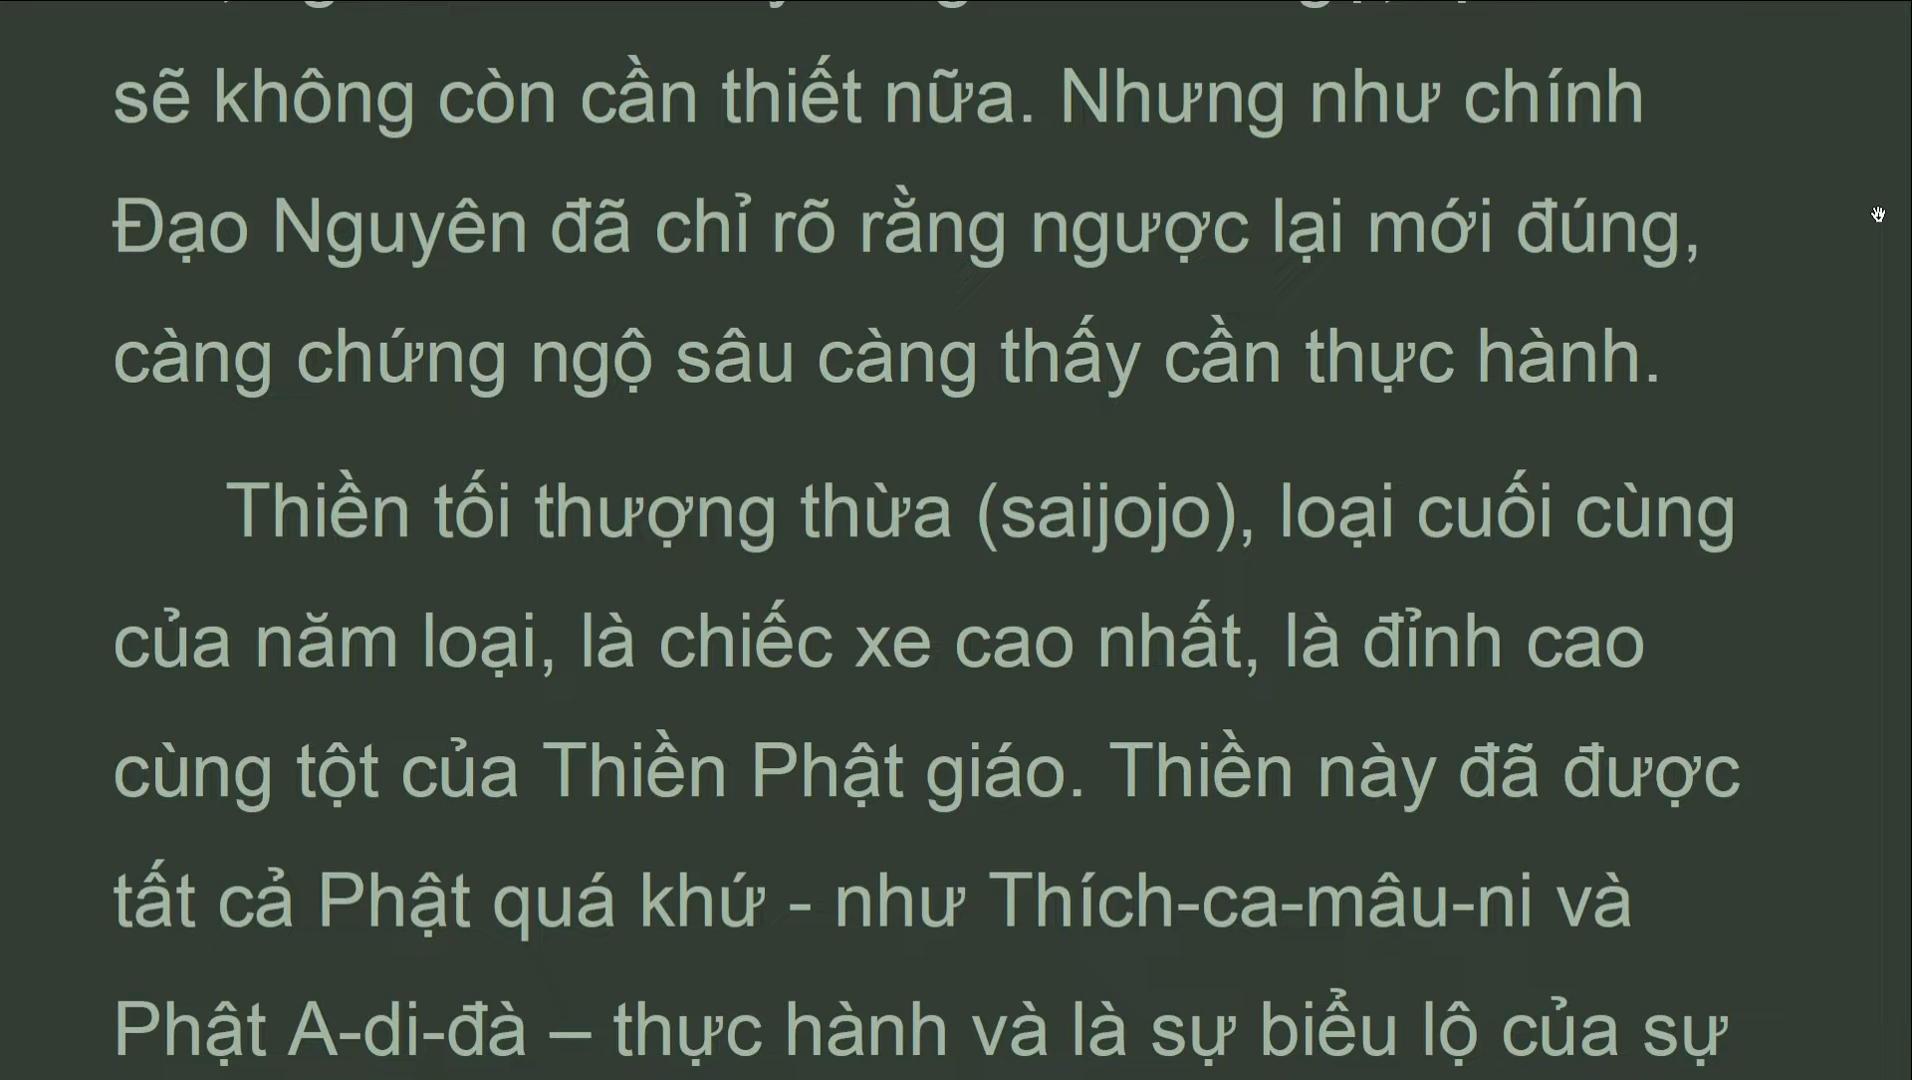 sẽ không còn cần thiết nữa. Nhưng như chính
Đạo Nguyên đã chỉ rõ rằng ngược lại mới đúng,
càng chứng ngộ sâu càng thấy cần thực hành.
Thiền tối thượng thừa (saijojo), loại cuối cùng
của năm loại, là chiếc xe cao nhất, là đỉnh cao
cùng tột của Thiền Phật giáo. Thiền này đã được
tất cả Phật quá khứ - như Thích-ca-mâu-ni và
Phật A-di-đà – thực hành và là sự biểu lộ của sự